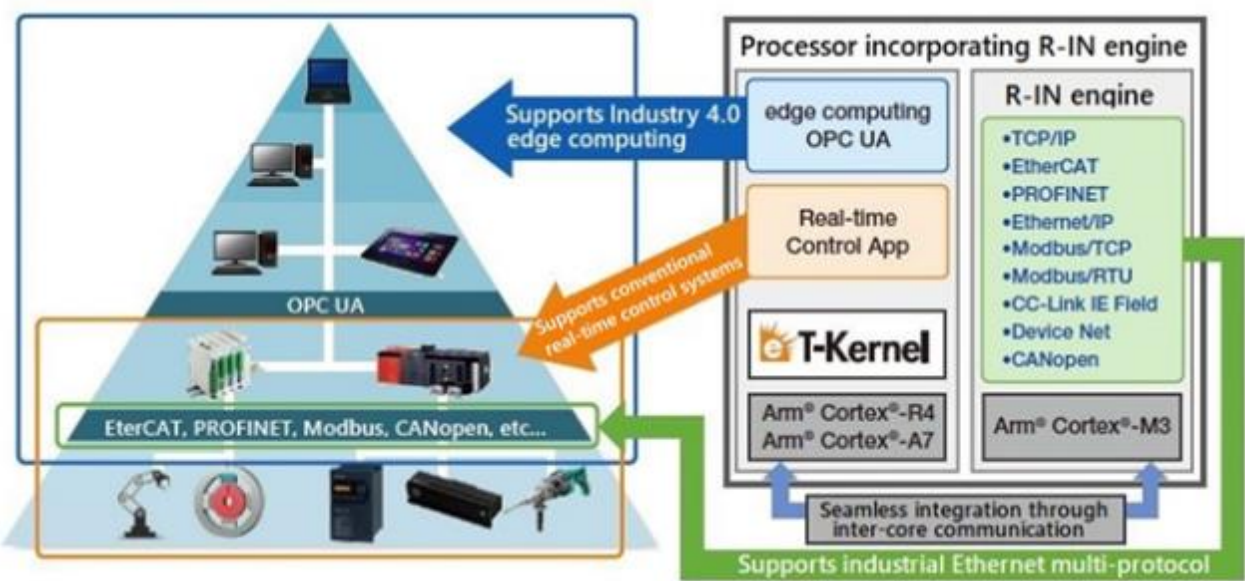 Processor incorporating R-IN engine
Supports Industry 4.0
edge computing
edge computing
OPC UA
R-IN engine
•TCP/IP
•EtherCAT
•PROFINET
•Ethernet/IP
•Modbus/TCP
•Modbus/RTU
•CC-Link IE Field
•Device Net
•CANopen
Real-time
Control App
Supports conventional
real-time control systems
OPC UA
eT-Kernel
EterCAT, PROFINET, Modbus, CANopen, etc...
Arm® Cortex®-R4
Arm® Cortex®-A7
Arm® Cortex®-M3
Seamless integration through
inter-core communication
Supports industrial Ethernet multi-protocol